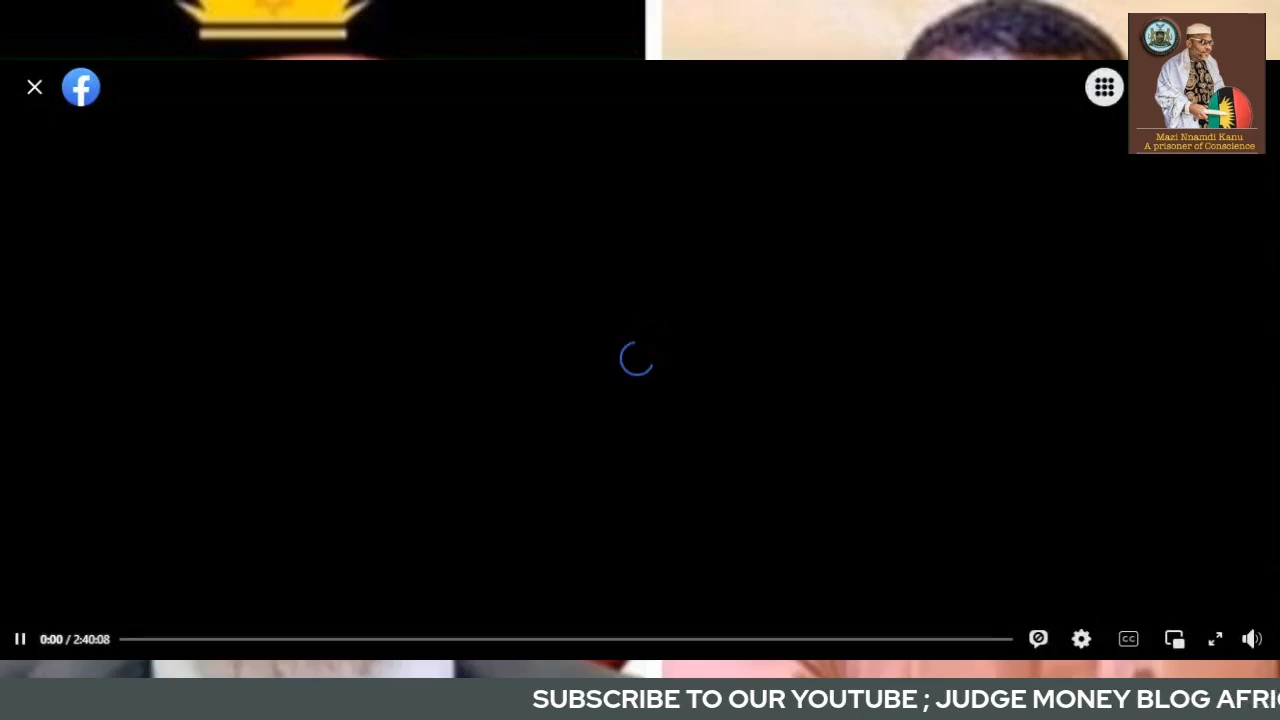 Mazi Nnamdi Kanu
A prisoner of Conscience
0:00 / 2:40:08
CC
SUBSCRIBE TO OUR YOUTUBE ; JUDGE MONEY BLOG AFRI